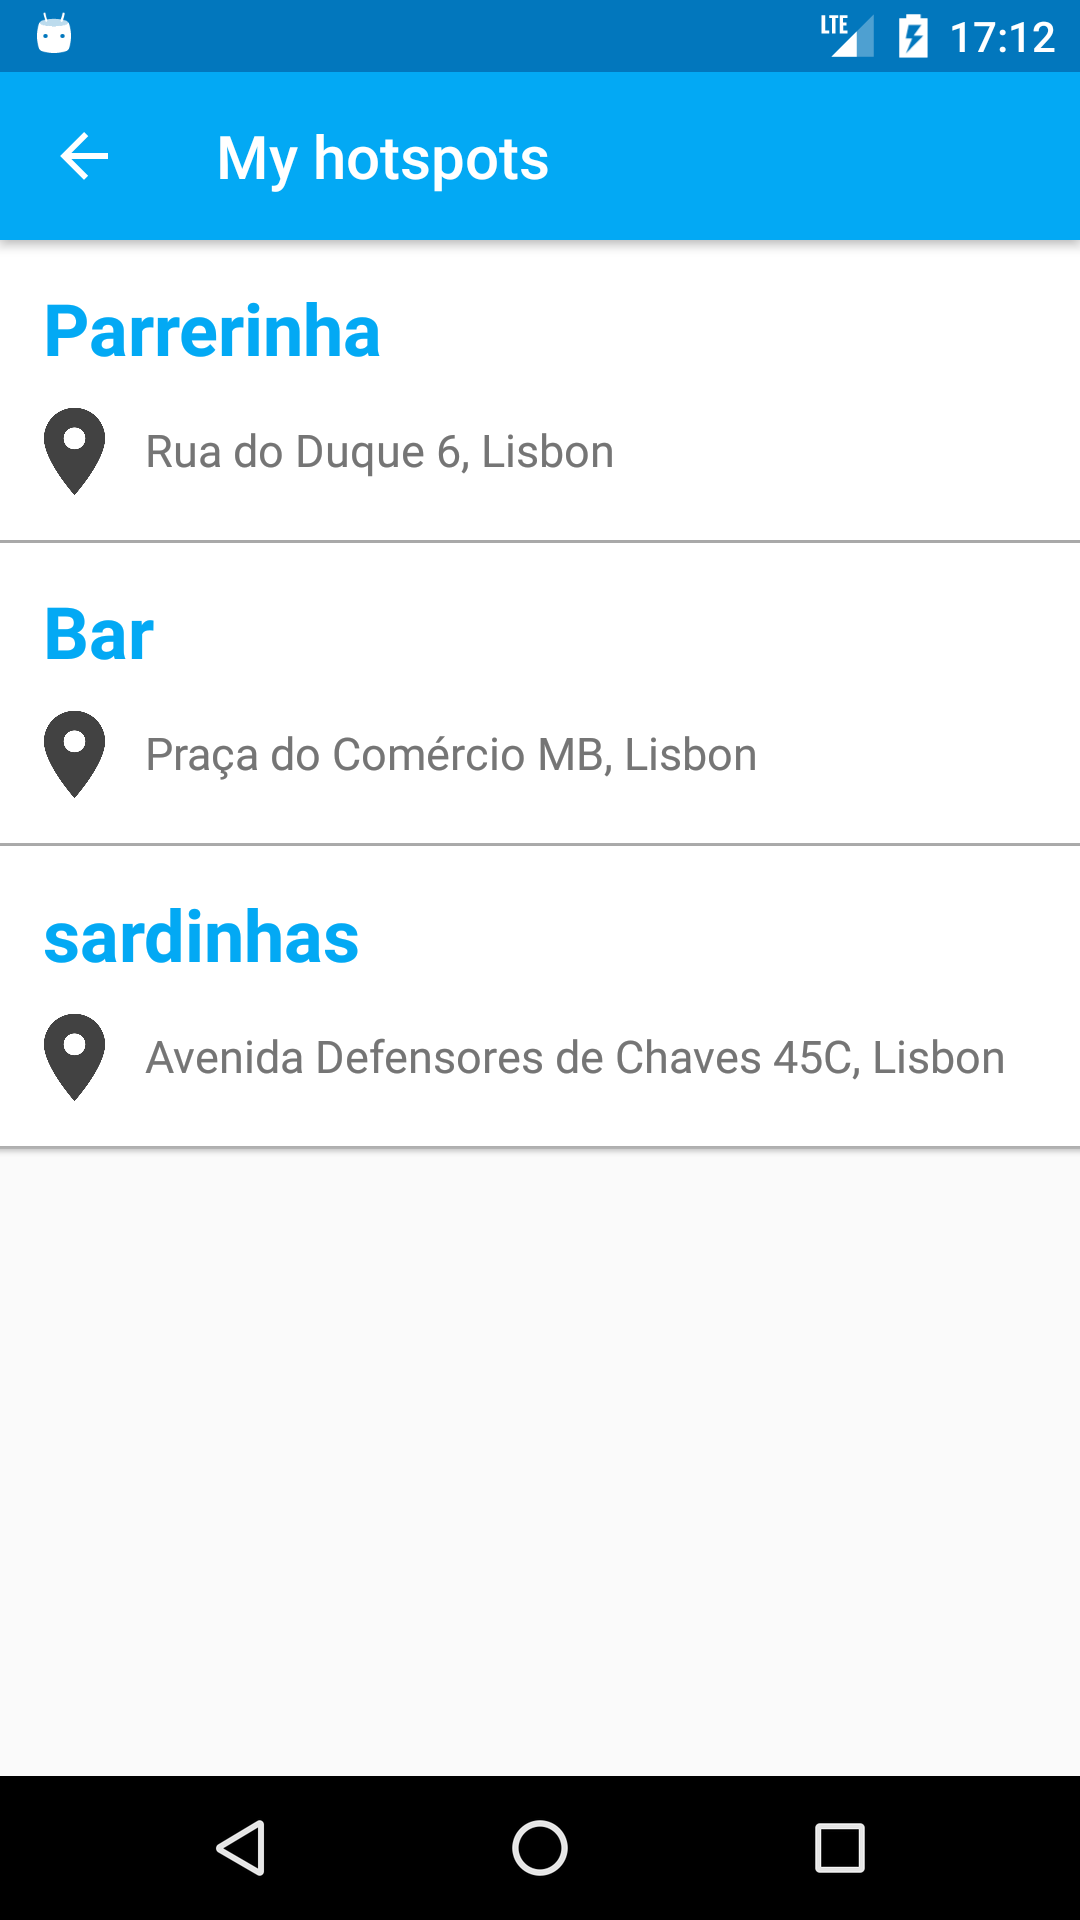 LTE 17:12
My hotspots
Parrerinha
Rua do Duque 6, Lisbon
Bar
Praça do Comércio MB, Lisbon
sardinhas
Avenida Defensores de Chaves 45C, Lisbon